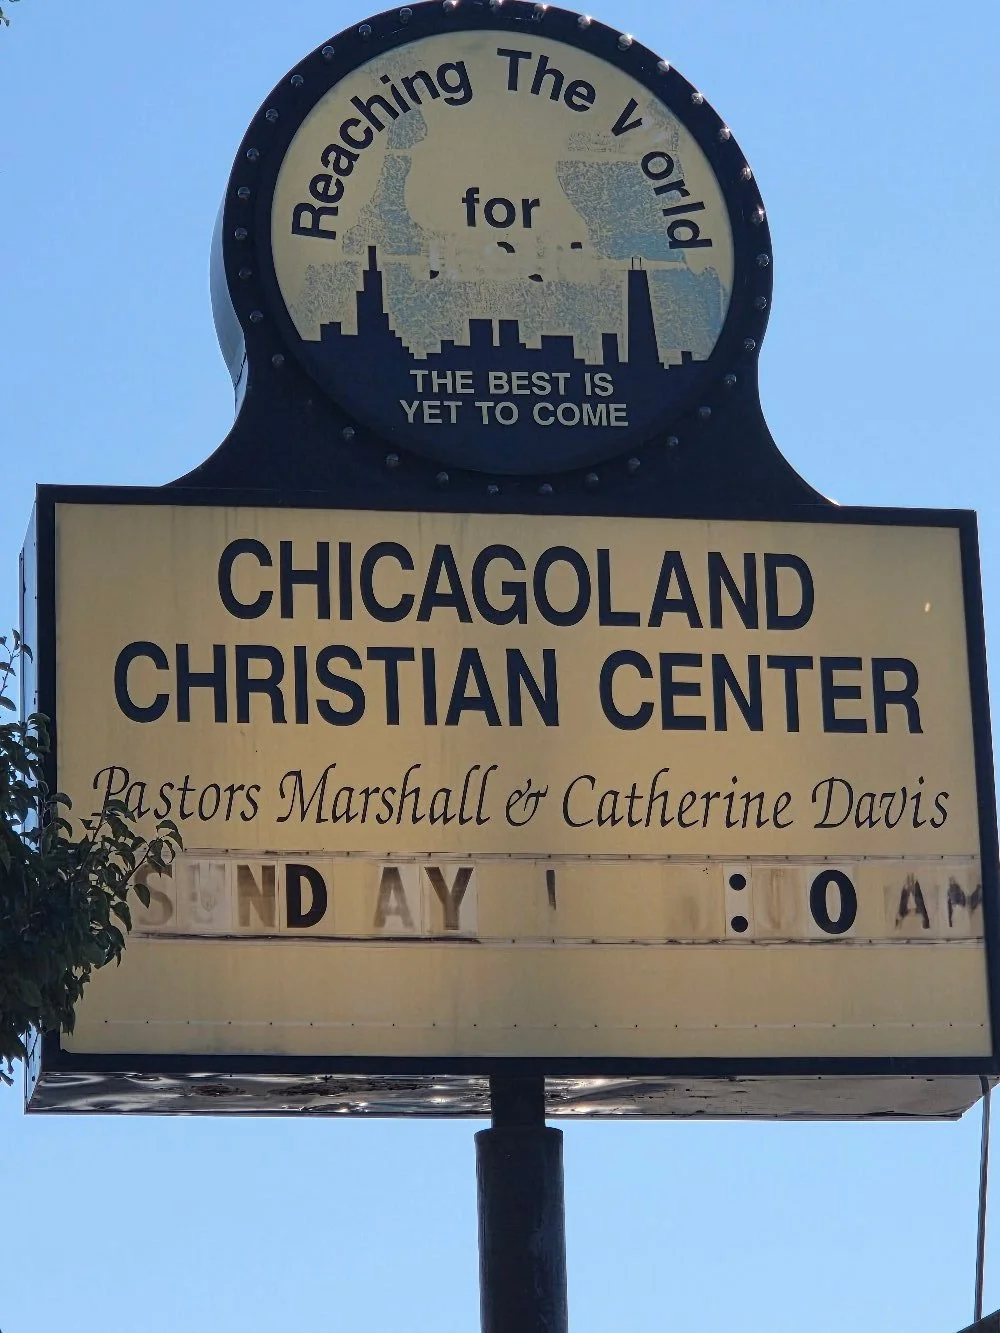 Reaching The World
for
THE BEST IS
YET TO COME
CHICAGOLAND
CHRISTIAN CENTER
Pastors Marshall & Catherine Davis
SUNDAY : 0 AM